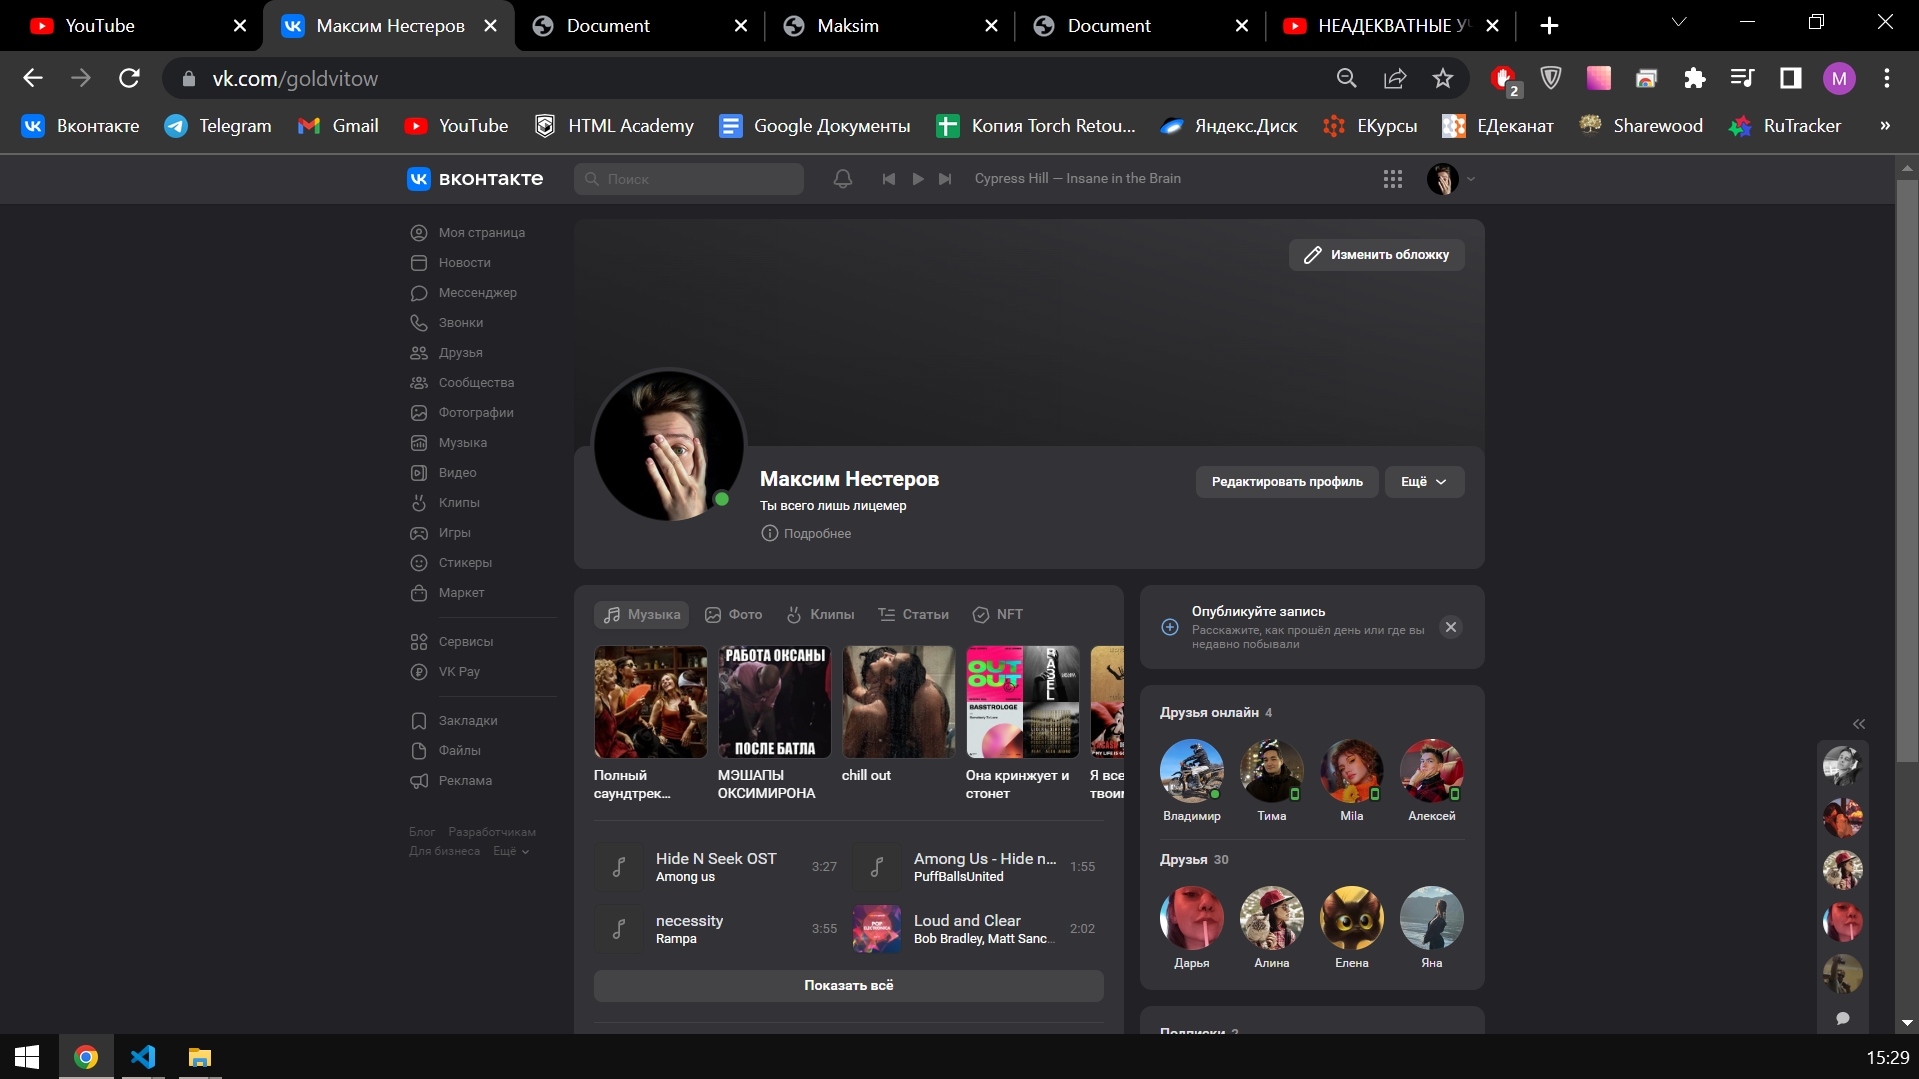 YouTube
Максим Нестеров
Document
Maksim
Document
НЕАДЕКВАТНЫЕ
vk.com/goldvitow
2
M
Вконтакте
Telegram
Gmail
YouTube
HTML Academy
Google Документы
Копия Torch Retou...
Яндекс.Диск
ЕКурсы
ЕДеканат
Sharewood
RuTracker
»
вконтакте
Поиск
Cypress Hill — Insane in the Brain
Моя страница
Новости
Мессенджер
Звонки
Друзья
Сообщества
Фотографии
Музыка
Видео
Клипы
Игры
Стикеры
Маркет
Сервисы
VK Pay
Закладки
Файлы
Реклама
Блог Разработчикам
Для бизнеса Ещё
Изменить обложку
Максим Нестеров
Ты всего лишь лицемер
Подробнее
Редактировать профиль
Ещё
Музыка
Фото
Клипы
Статьи
NFT
РАБОТА ОКСАНЫ
ПОСЛЕ БАТЛА
OUT
OUT
BASEL
BASSTROLOGE
Полный
саундтрек...
МЭШАПЫ
ОКСИМИРОНА
chill out
Она кринжует и
стонет
Я все
твоим
Hide N Seek OST
Among us
3:27
Among Us - Hide n...
PuffBallsUnited
1:55
necessity
Rampa
3:55
Loud and Clear
Bob Bradley, Matt Sanc...
2:02
Показать всё
Опубликуйте запись
Расскажите, как прошёл день или где вы
недавно побывали
Друзья онлайн 4
Владимир
Тима
Mila
Алексей
Друзья 30
Дарья
Алина
Елена
Яна
Подписки 2
15:29